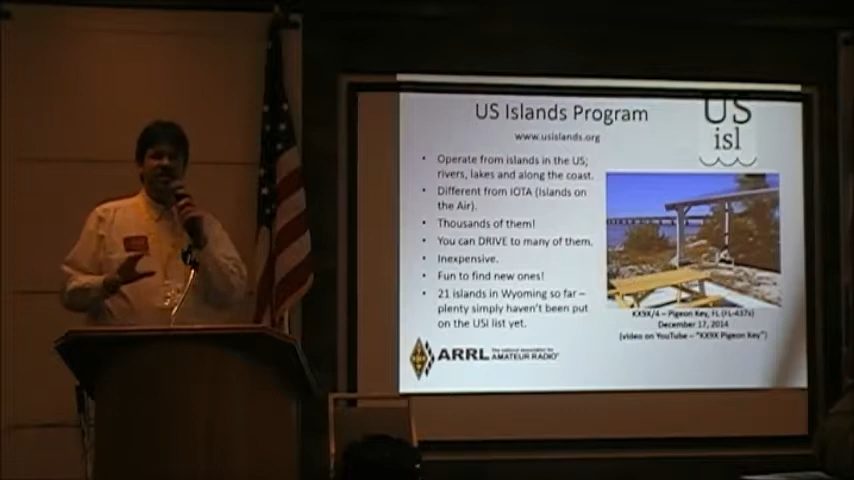 US Islands Program
www.usislands.org
US
isl
• Operate from islands in the US;
rivers, lakes and along the coast.
• Different from IOTA (Islands on
the Air).
• Thousands of them!
• You can DRIVE to many of them.
• Inexpensive.
• Fun to find new ones!
• 21 islands in Wyoming so far –
plenty simply haven't been put
on the USI list yet.
KX9X/4 – Pigeon Key, FL (FL-437s)
December 17, 2014
(video on YouTube – "KX9X Pigeon Key")
ARRL The national association for
AMATEUR RADIO®